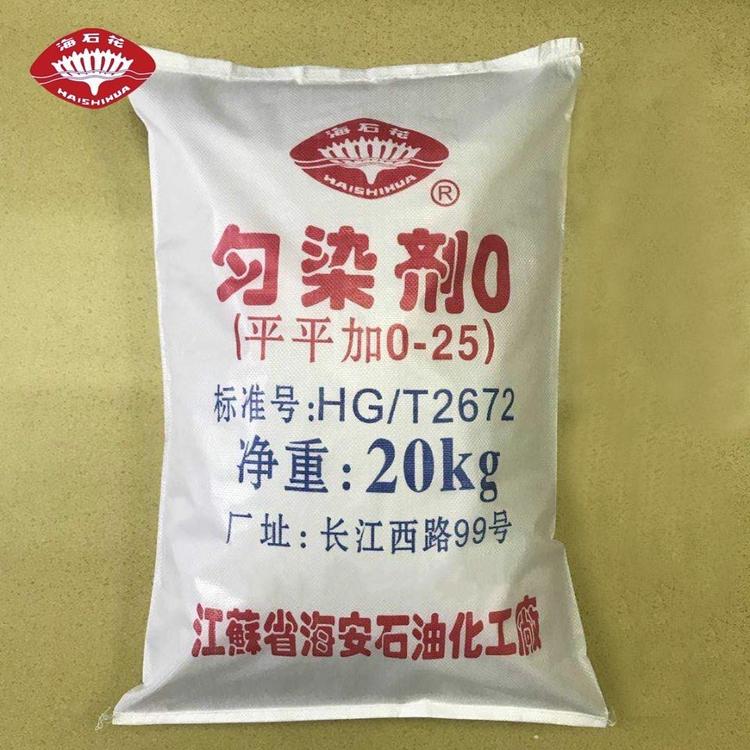 海石花
HAISHIHUA
海石花
HAISHIHUA
®
匀染剂O
(平平加O-25)
标准号:HG/T2672
净重:20kg
厂址:长江西路99号
江蘇省海安石油化工廠